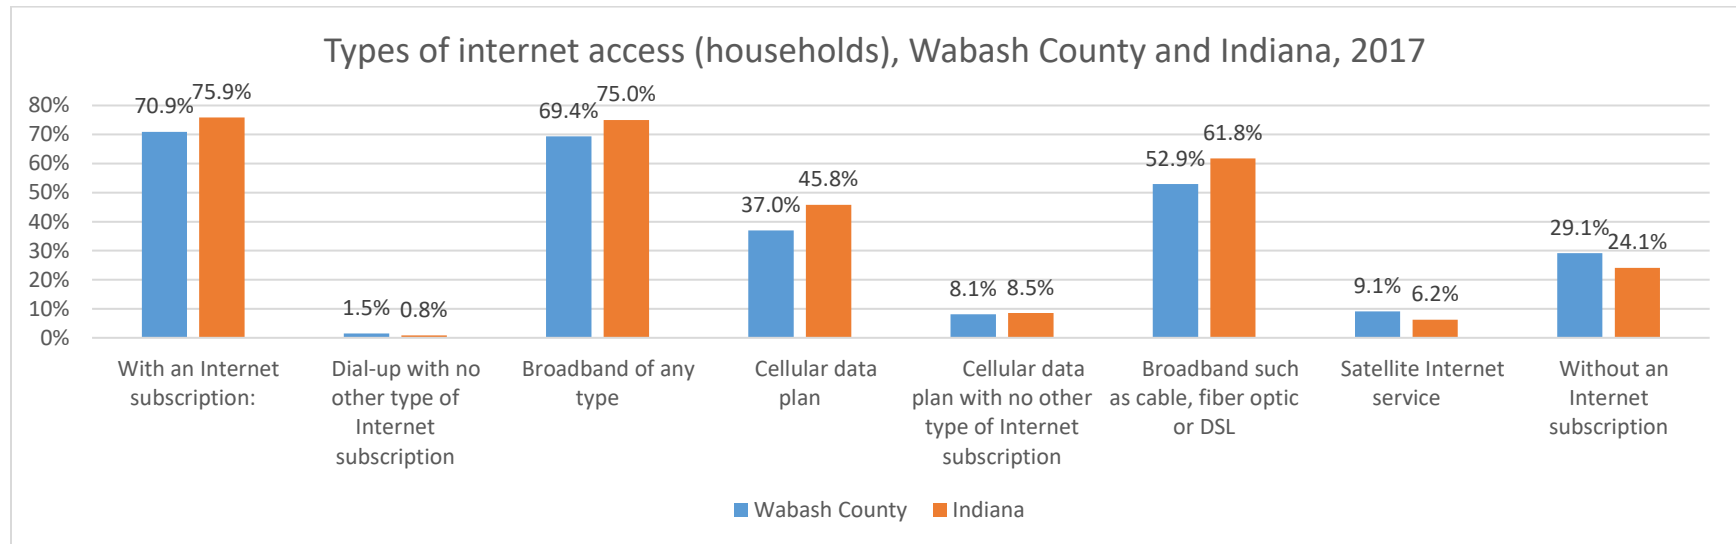 Types of internet access (households), Wabash County and Indiana, 2017
80%
70%
60%
50%
40%
30%
20%
10%
0%
70.9%
75.9%
1.5%
0.8%
69.4%
75.0%
37.0%
45.8%
8.1%
8.5%
52.9%
61.8%
9.1%
6.2%
29.1%
24.1%
With an Internet
subscription:
Dial-up with no
other type of
Internet
subscription
Broadband of any
type
Cellular data
plan
Cellular data
plan with no other
type of Internet
subscription
Broadband such
as cable, fiber optic
or DSL
Satellite Internet
service
Without an
Internet
subscription
Wabash County
Indiana